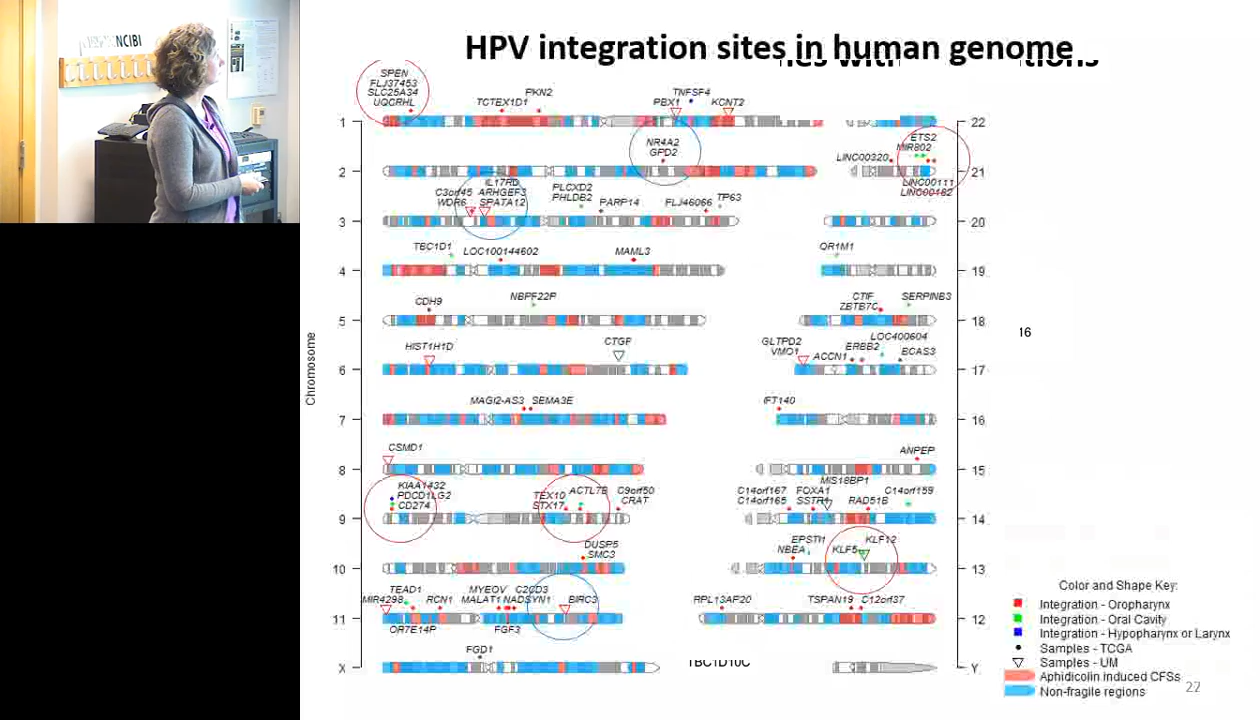 NCIBI
HPV integration sites in human genome
SPEN
FLJ37453
SLC25A34
UQCRHL
TCTEX1D1
PKN2
PBX1
TNFSF4
KCNT2
1
22
NR4A2
GPD2
ETS2
MIR802
LINC00320
2
21
LINC00111
LINC00162
C3orf45
WDR6
IL17RD
ARHGEF3
SPATA12
PLCXD2
PHLDB2
PARP14
FLJ46066
TP63
3
20
TBC1D1
LOC100144602
MAML3
4
19
CDH9
NBPF22P
CTIF
ZBTB7C
SERPINB3
5
18
HIST1H1D
CTGF
GLTPD2
VMO1
ACCN1
ERBB2
LOC400604
BCAS3
6
17
16
MAGI2-AS3
SEMA3E
IFT140
7
16
CSMD1
ANPEP
8
15
KIAA1432
PDCD1LG2
CD274
TEX10
STX17
ACTL7B
C9orf50
CRAT
C14orf167
C14orf165
FOXA1
SSTR1
MIS18BP1
RAD51B
C14orf159
9
14
DUSP5
SMC3
NBEA
EPSTI1
KLF5
KLF12
10
13
MIR4298
TEAD1
RCN1
MYEOV
MALAT1
C2CD3
NADSYN1
BIRC3
RPL13AP20
TSPAN19
C12orf37
11
12
OR7E14P
FGF3
FGD1
X
TBC1D10C
Y
Chromosome
Color and Shape Key:
Integration - Oropharynx
Integration - Oral Cavity
Integration - Hypopharynx or Larynx
Samples - TCGA
Samples - UM
Aphidicolin induced CFSs
Non-fragile regions
22